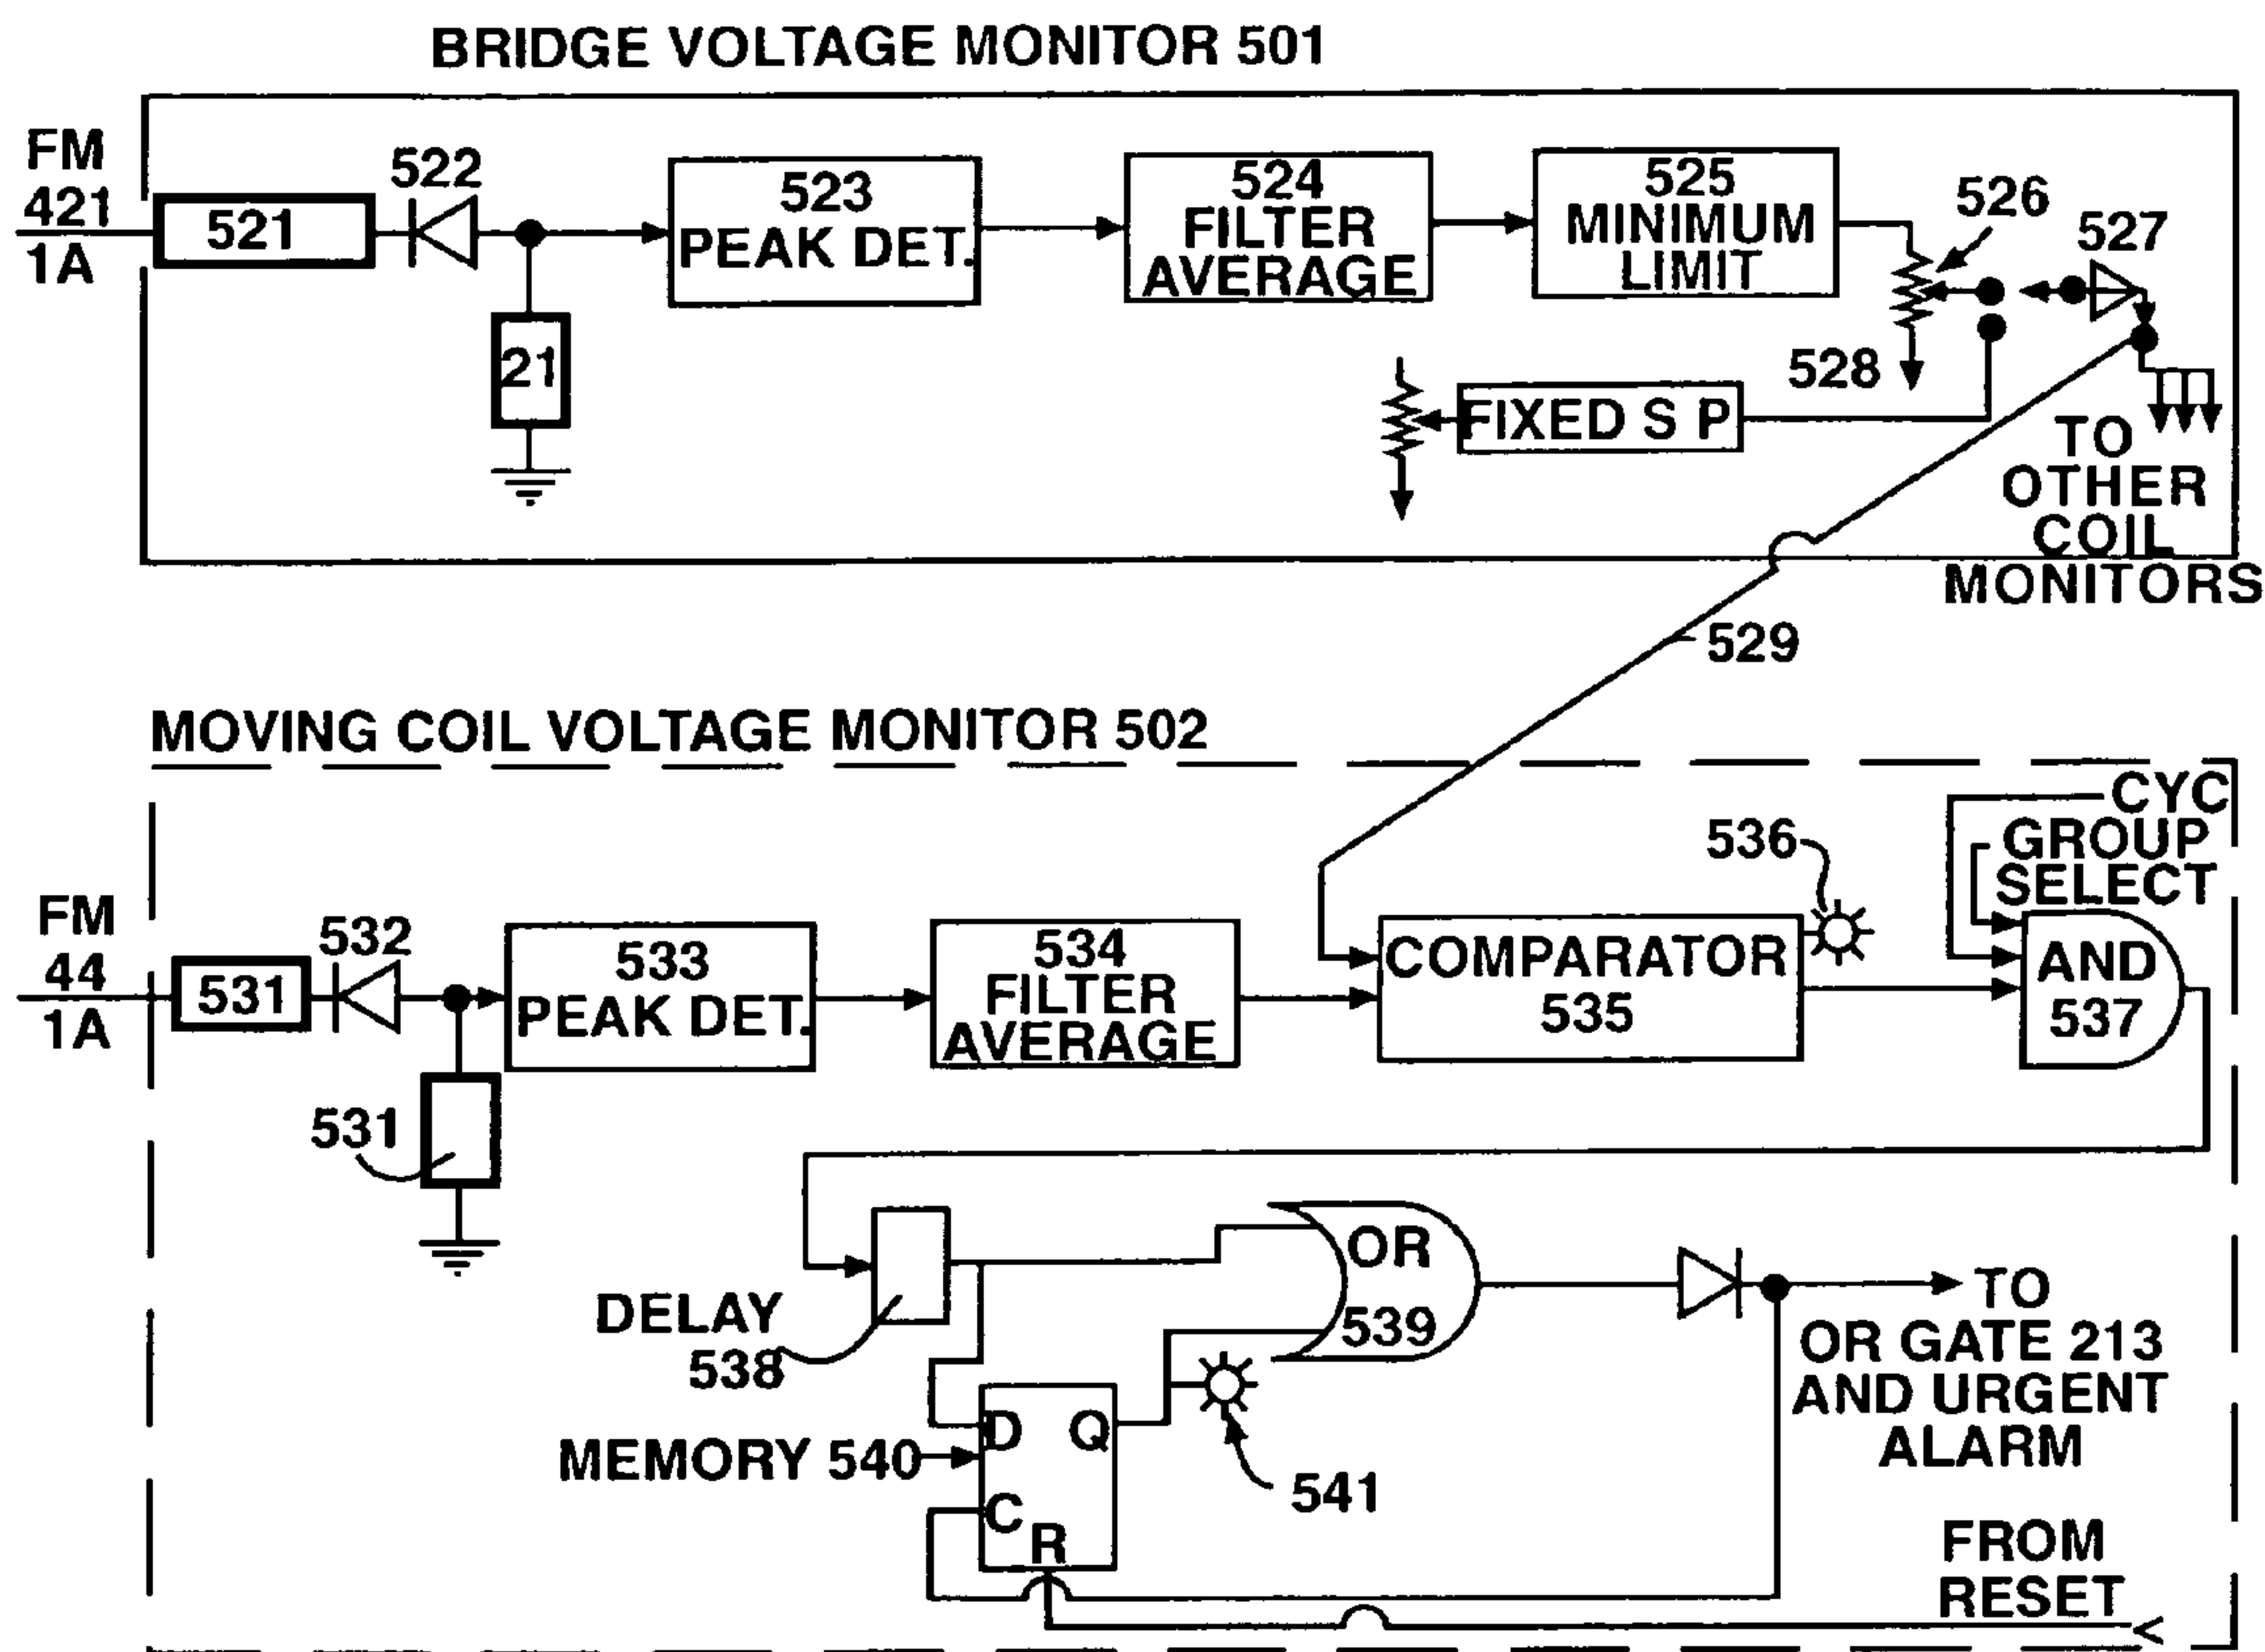 BRIDGE VOLTAGE MONITOR 501
FM
421
1A
521
522
21
523
PEAK DET.
524
FILTER
AVERAGE
525
MINIMUM
LIMIT
526
527
528
FIXED S P
TO
OTHER
COIL
MONITORS
529
MOVING COIL VOLTAGE MONITOR 502
FM
44
1A
531
532
531
533
PEAK DET.
534
FILTER
AVERAGE
COMPARATOR
535
536
CYC
GROUP
SELECT
AND
537
DELAY
538
OR
539
TO
OR GATE 213
AND URGENT
ALARM
MEMORY 540
D
Q
C
R
541
FROM
RESET